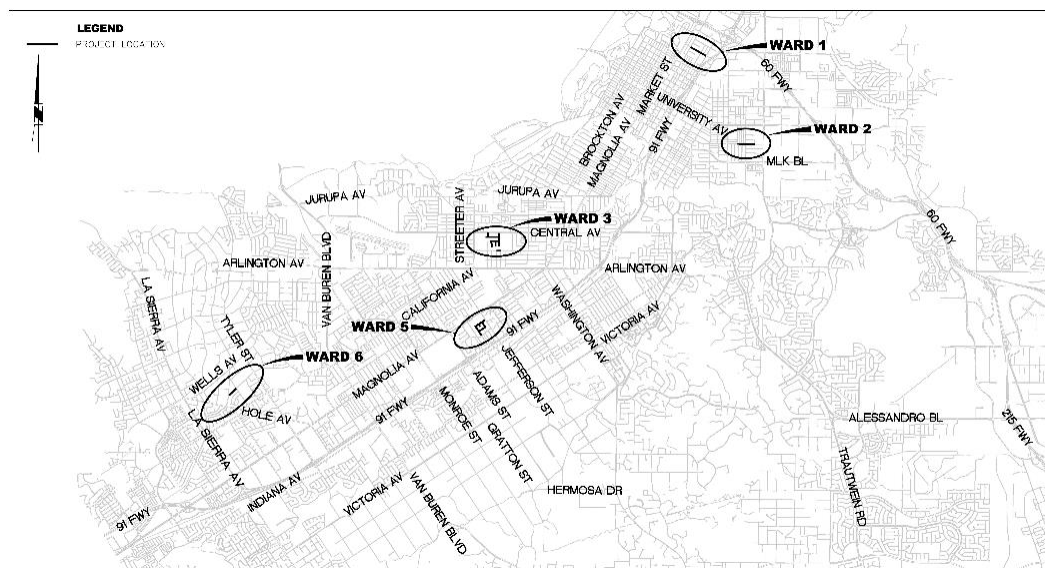 LEGEND
PROJECT LOCATION
N
WARD 1
60 FWY
MARKET ST
UNIVERSITY AV
BROCKTON AV
MAGNOLIA AV
91 FWY
WARD 2
MLK BL
JURUPA AV
JURUPA AV
STREETER AV
WARD 3
CENTRAL AV
60 FWY
VAN BUREN BLVD
ARLINGTON AV
ARLINGTON AV
LA SIERRA AV
CALIFORNIA AV
WASHINGTON AV
VICTORIA AV
WARD 5
91 FWY
TYLER ST
WELLS AV
WARD 6
MAGNOLIA AV
JEFFERSON ST
ADAMS ST
MONROE ST
GRATTON ST
HOLE AV
91 FWY
LA SIERRA AV
ALESSANDRO BL
215 FWY
INDIANA AV
VICTORIA AV
VAN BUREN BLVD
HERMOSA DR
TRAUTWEIN RD
91 FWY